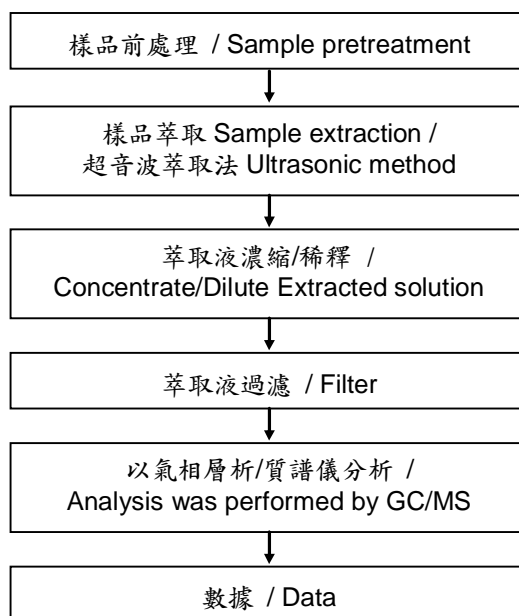 樣品前處理 / Sample pretreatment
樣品萃取 Sample extraction /
超音波萃取法 Ultrasonic method
萃取液濃縮/稀釋 /
Concentrate/Dilute Extracted solution
萃取液過濾 / Filter
以氣相層析/質譜儀分析 /
Analysis was performed by GC/MS
數據 / Data